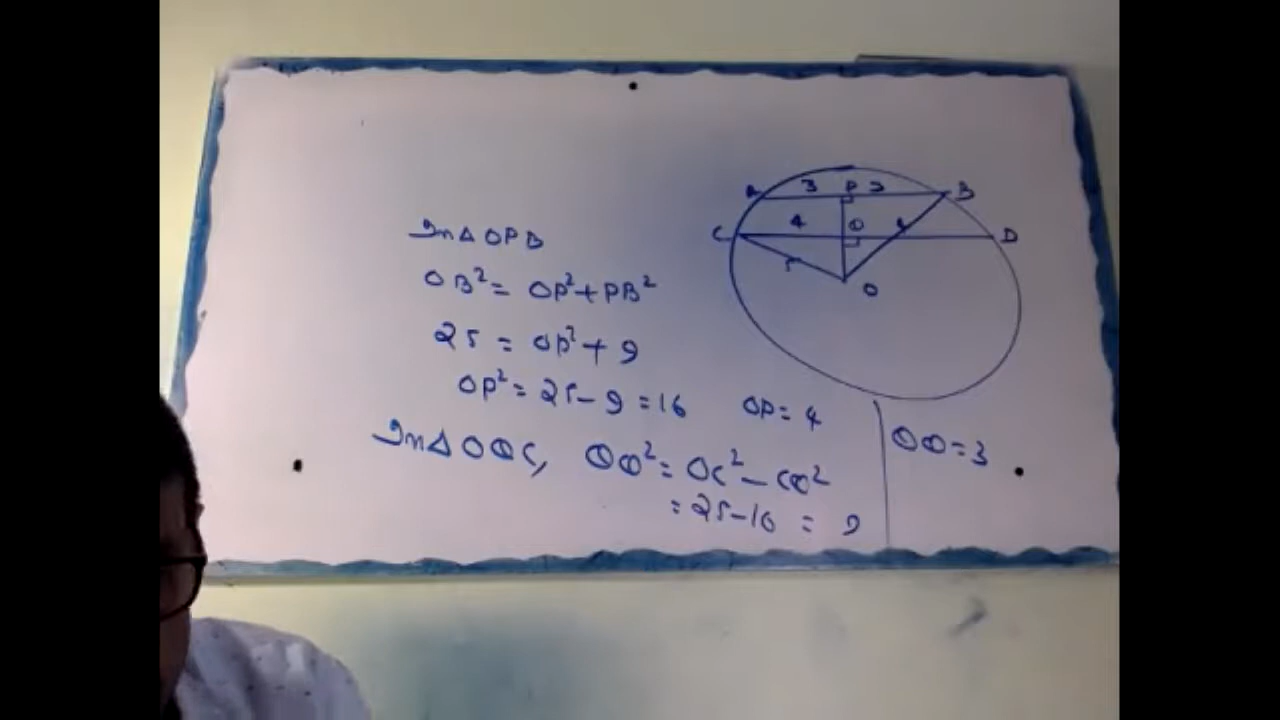 In △ OPB
OB² = OP² + PB²
25 = OP² + 9
OP² = 25 - 9 = 16 OP = 4
In △ OQC, OQ² = OC² - CQ²
= 25 - 16 = 9
OQ = 3
A 3 P 3 B
C 4 Q D
5
O